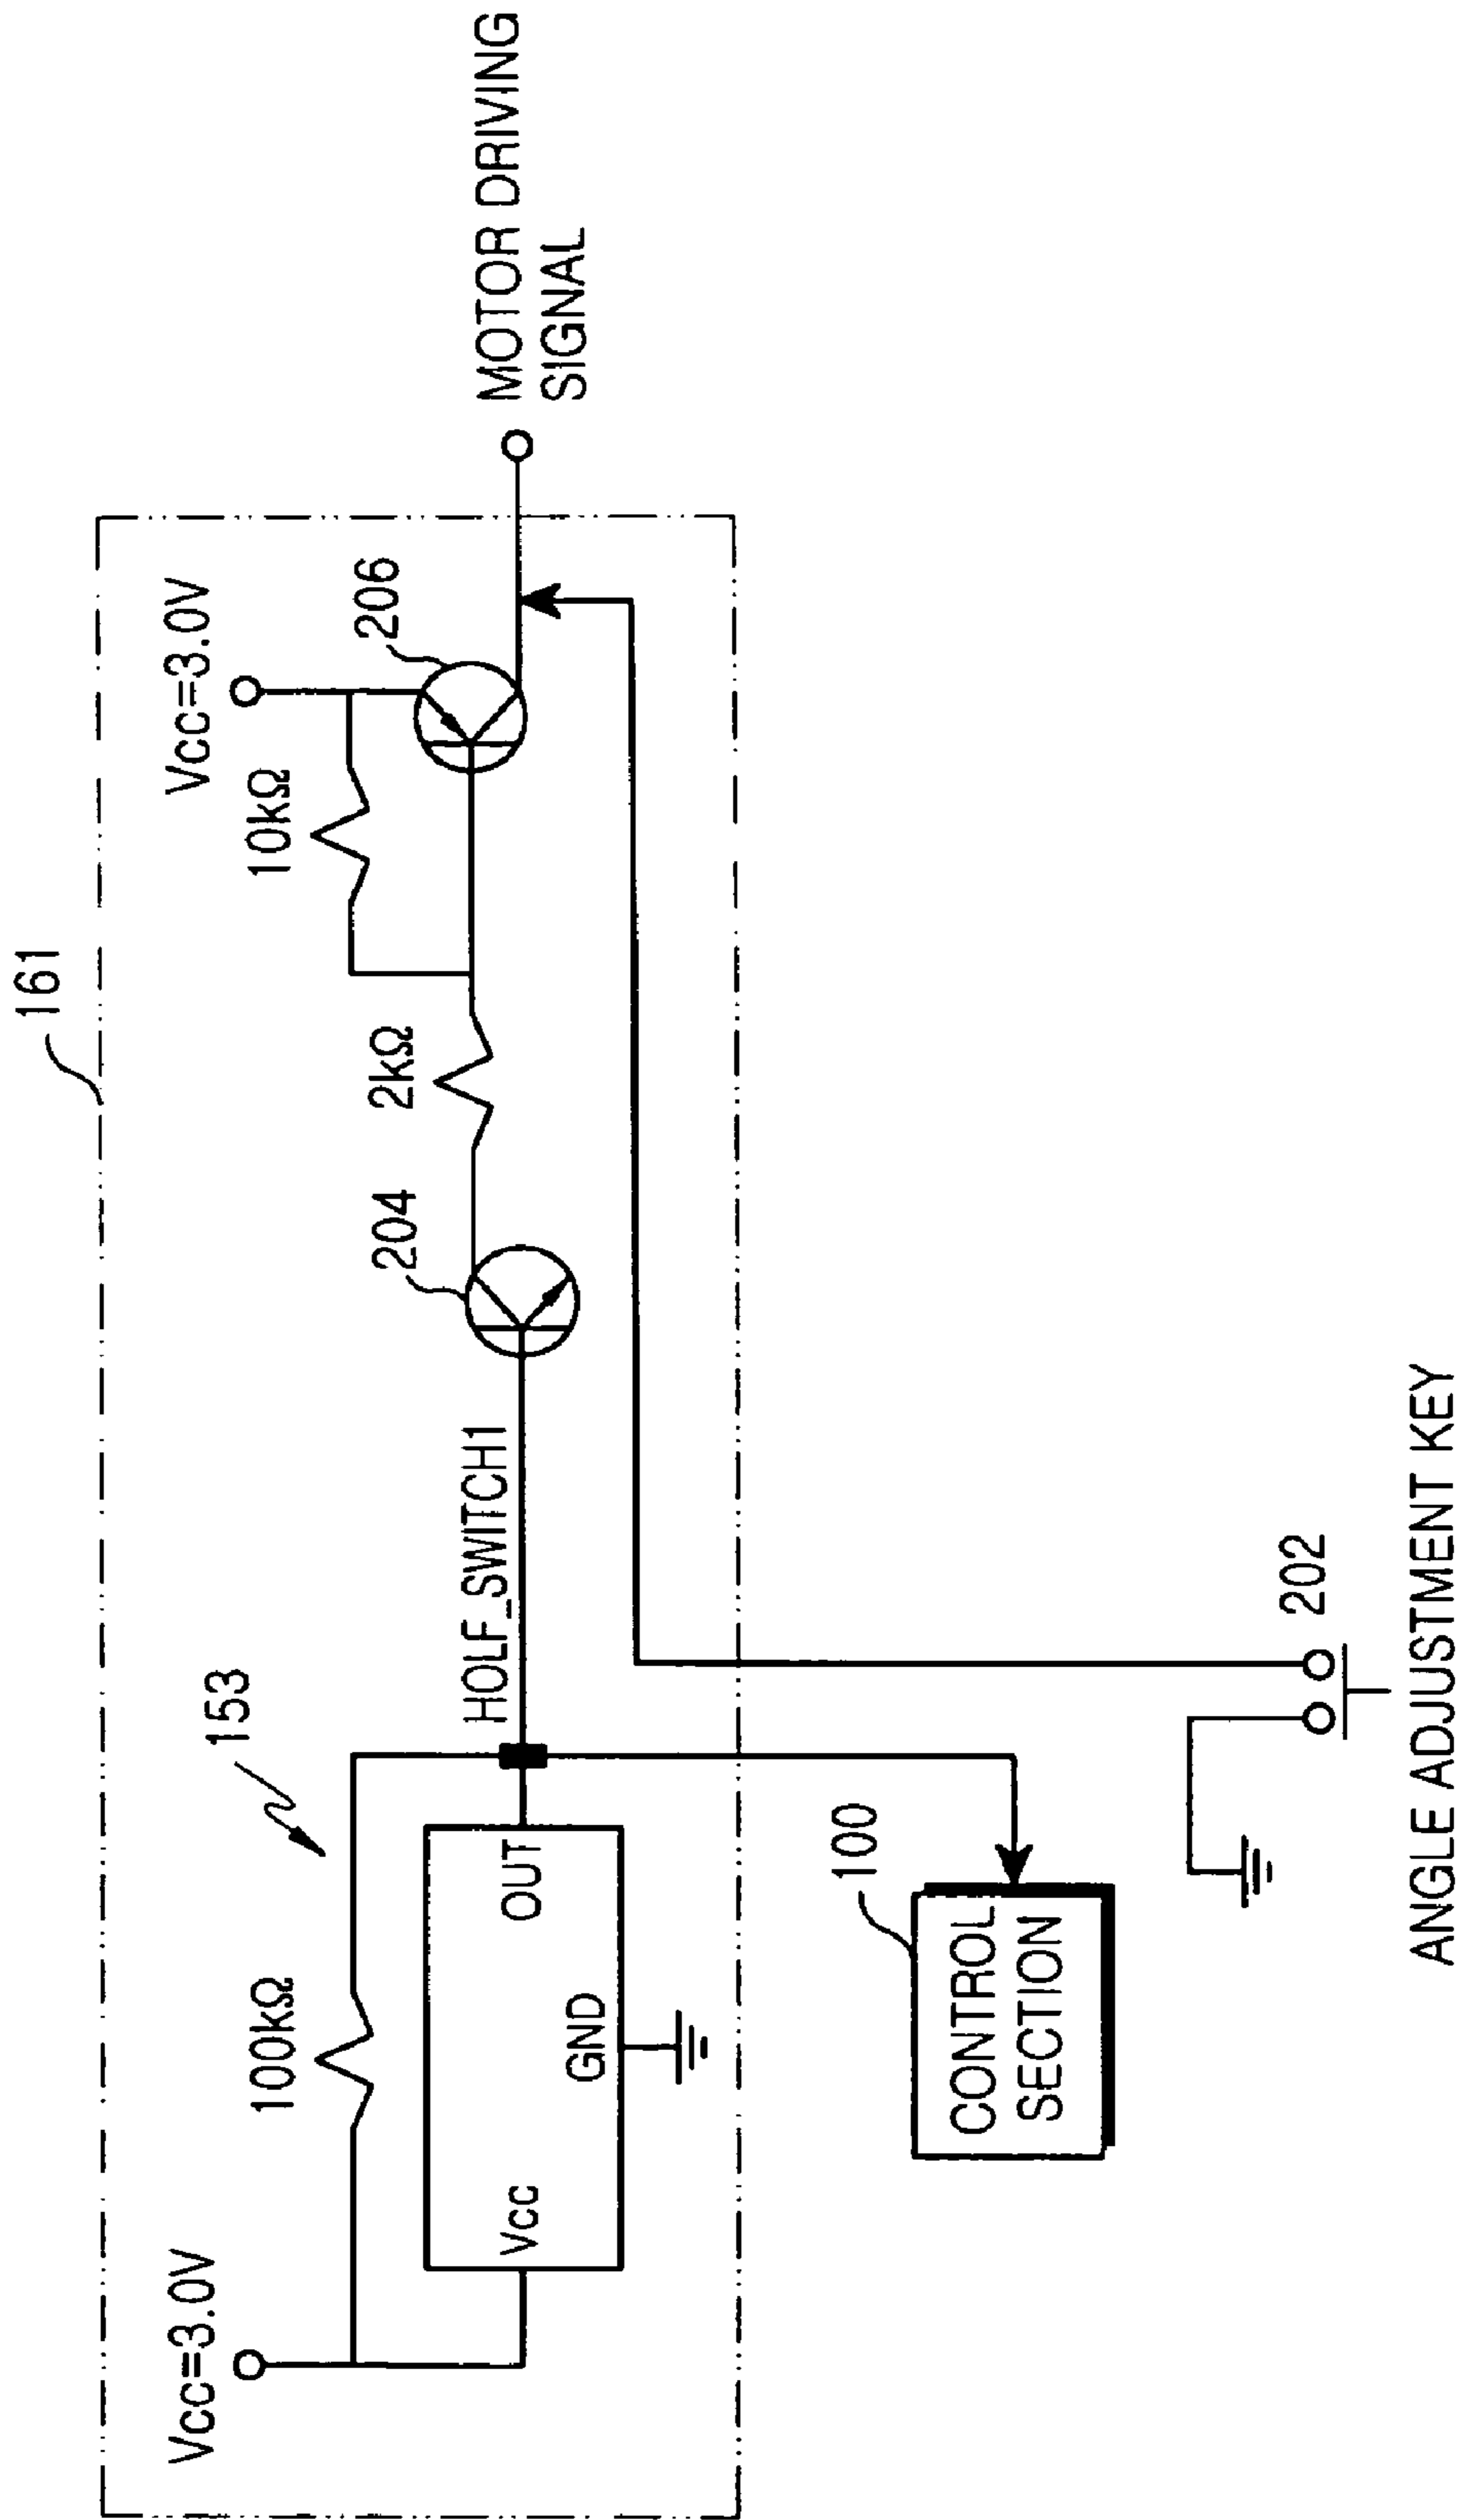 161
Vcc=3.0V
Vcc=3.0V
153
100kΩ
10kΩ
206
204
2kΩ
MOTOR DRIVING
SIGNAL
Vcc
OUT
GND
HOLE_SWITCH1
100
CONTROL
SECTION
202
ANGLE ADJUSTMENT KEY